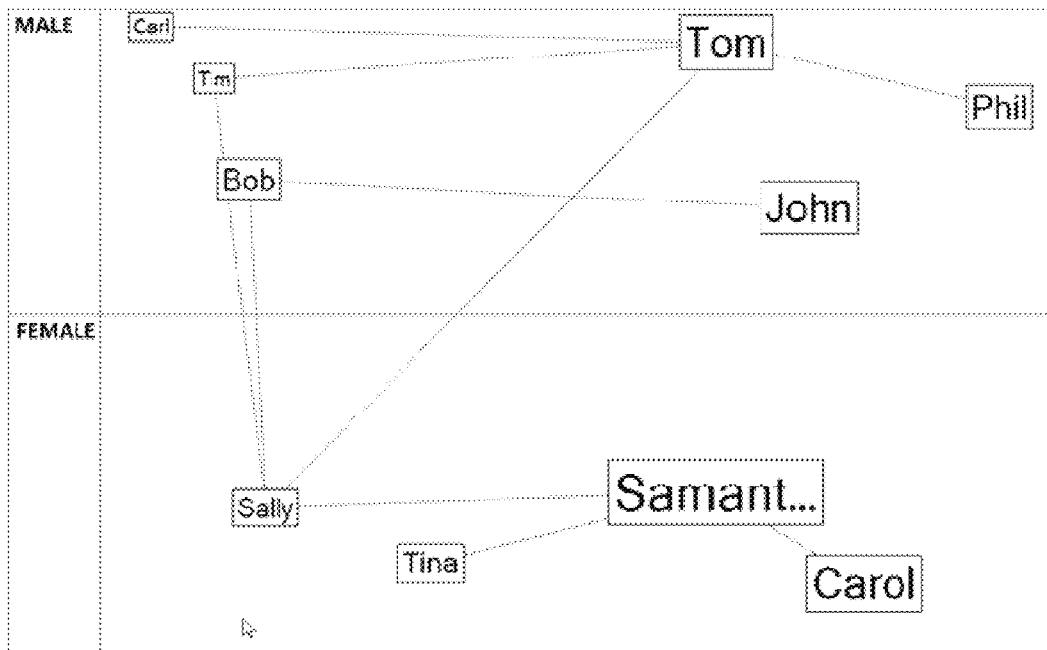 MALE
Carl
Tom
Tim
Phil
Bob
John
FEMALE
Samant...
Sally
Tina
Carol